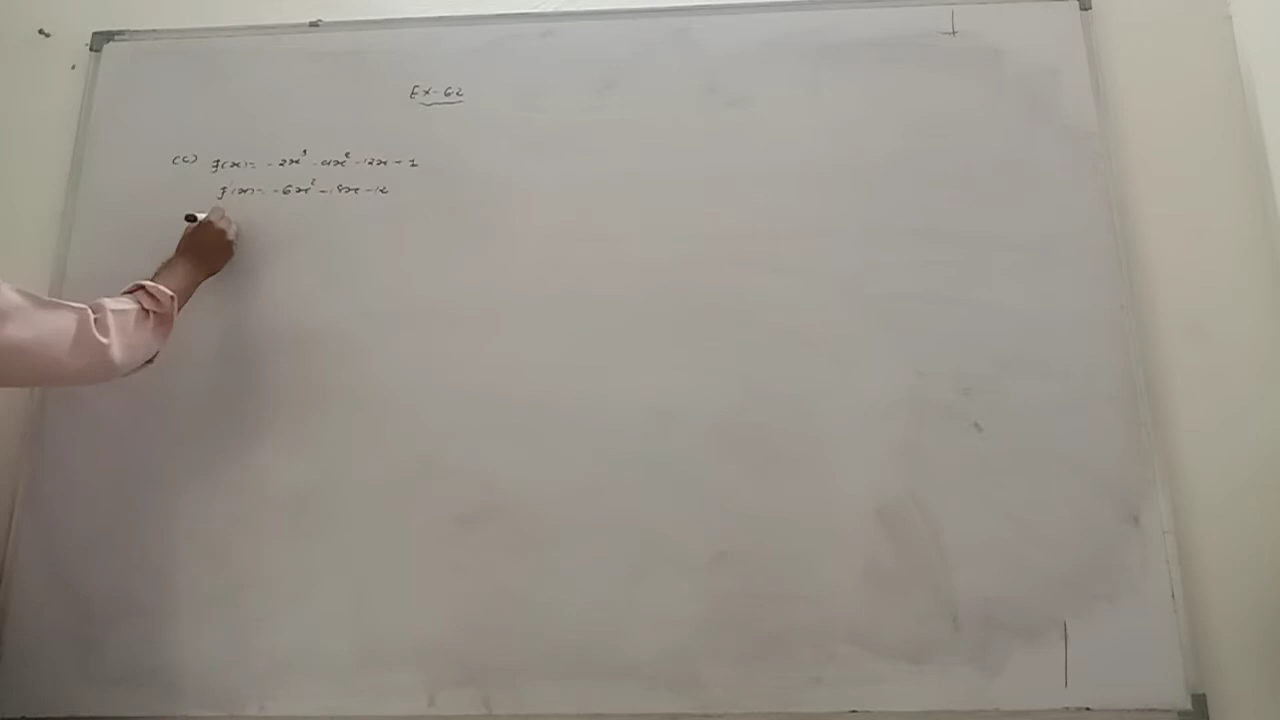 Ex-6.2
(c) f(x)= -2x³ -9x² -12x +1
f'(x)= -6x² -18x -12